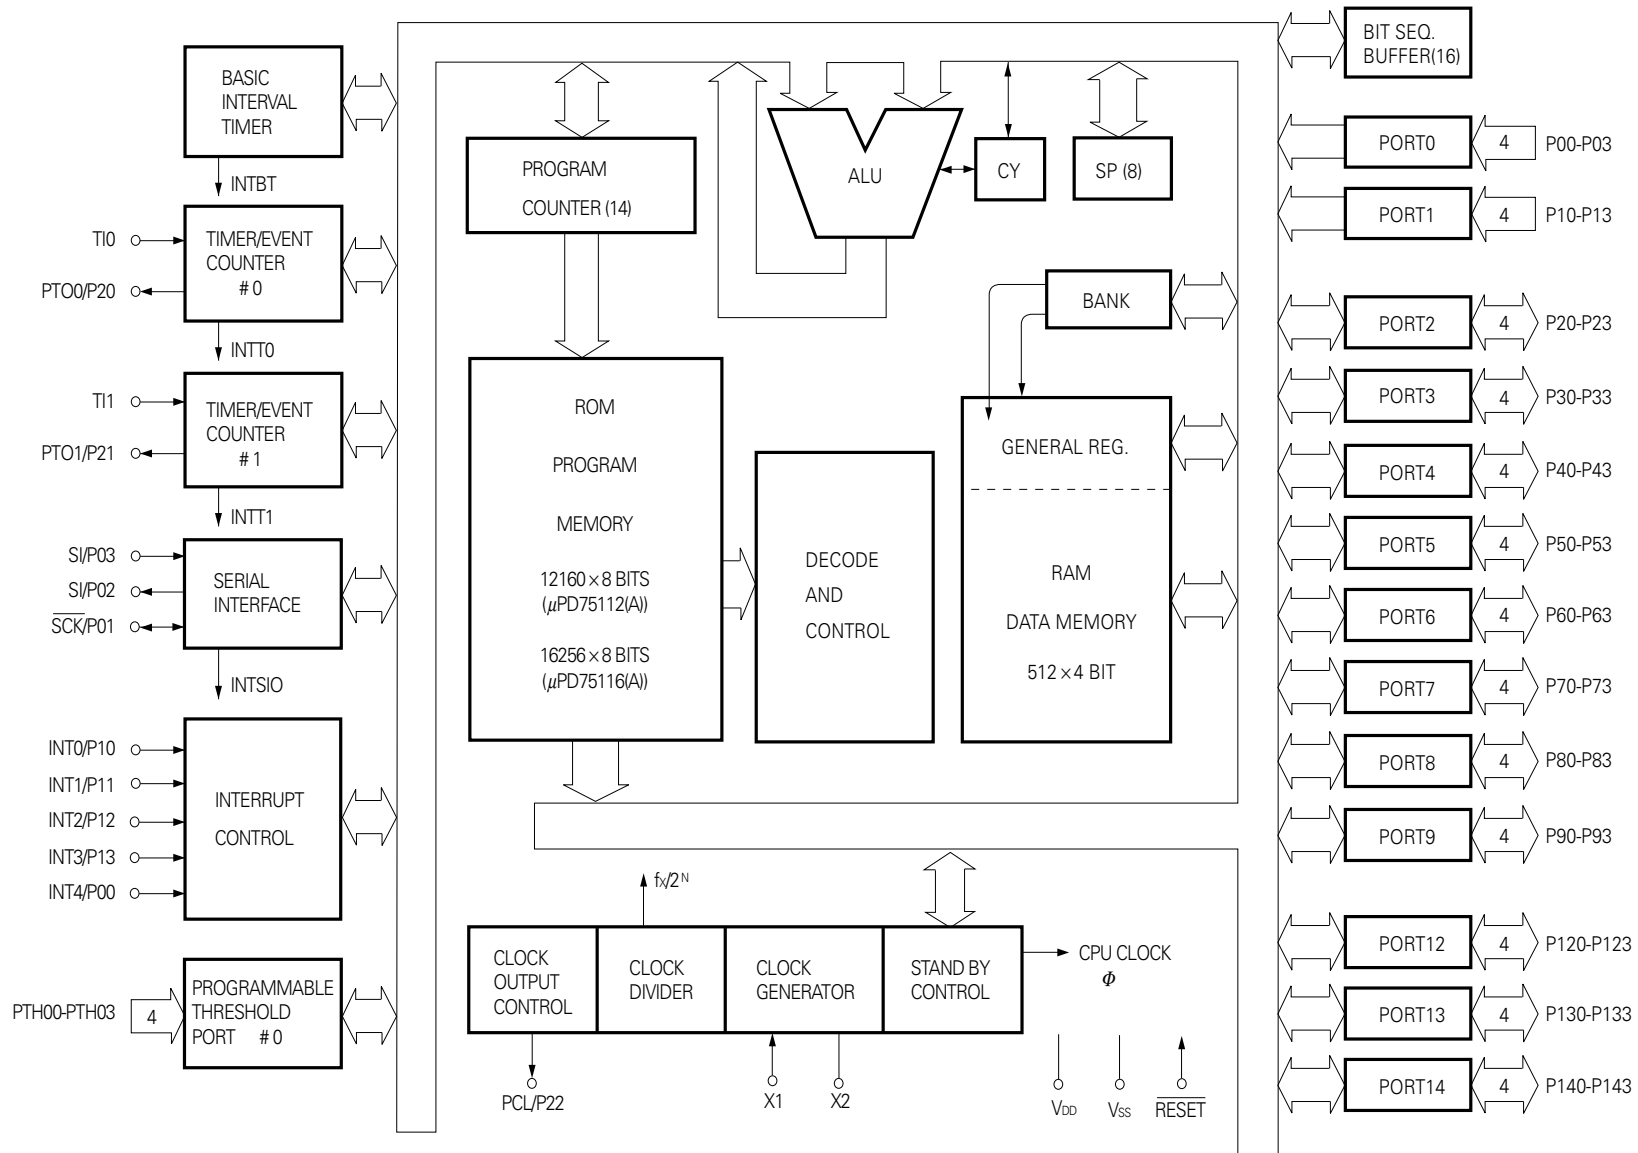 BASIC
INTERVAL
TIMER
INTBT
TI0
PTO0/P20
TIMER/EVENT
COUNTER
# 0
INTT0
TI1
PTO1/P21
TIMER/EVENT
COUNTER
# 1
INTT1
SI/P03
SI/P02
SCK/P01
SERIAL
INTERFACE
INTSIO
INT0/P10
INT1/P11
INT2/P12
INT3/P13
INT4/P00
INTERRUPT
CONTROL
PTH00-PTH03
4
PROGRAMMABLE
THRESHOLD
PORT # 0
PROGRAM
COUNTER (14)
ALU
CY
SP (8)
BANK
ROM
PROGRAM
MEMORY
12160 × 8 BITS
(μPD75112(A))
16256 × 8 BITS
(μPD75116(A))
DECODE
AND
CONTROL
GENERAL REG.
RAM
DATA MEMORY
512 × 4 BIT
fx/2ᴺ
CLOCK
OUTPUT
CONTROL
CLOCK
DIVIDER
CLOCK
GENERATOR
STAND BY
CONTROL
CPU CLOCK
Φ
PCL/P22
X1
X2
VDD
VSS
RESET
BIT SEQ.
BUFFER(16)
PORT0
4
P00-P03
PORT1
4
P10-P13
PORT2
4
P20-P23
PORT3
4
P30-P33
PORT4
4
P40-P43
PORT5
4
P50-P53
PORT6
4
P60-P63
PORT7
4
P70-P73
PORT8
4
P80-P83
PORT9
4
P90-P93
PORT12
4
P120-P123
PORT13
4
P130-P133
PORT14
4
P140-P143